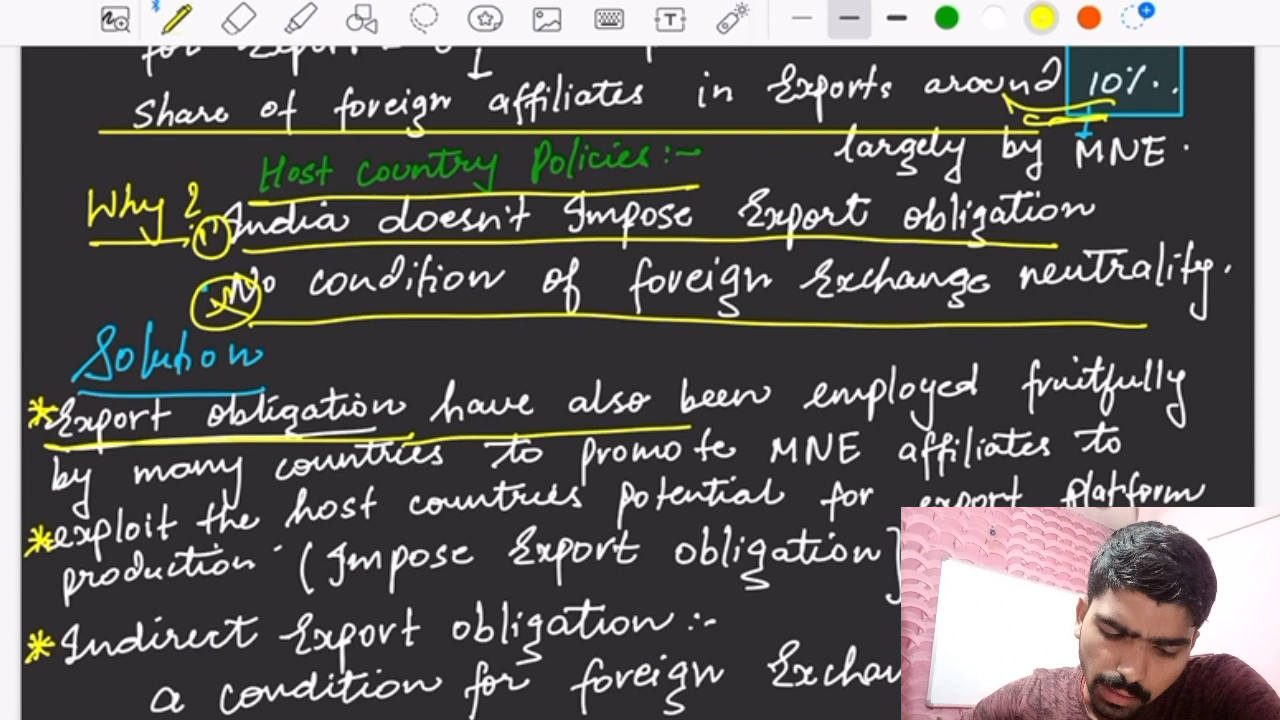 for Export
Share of foreign affiliates in Exports around 10%..
largely by MNE.
Host country Policies:-
Why?
1) India doesn't Impose Export obligation
No condition of foreign Exchange neutrality.
Solution
*Export obligation have also been employed fruitfully
by many countries to promote MNE affiliates to
*exploit the host countries potential for export platform
production. (Impose Export obligation)
*Indirect Export obligation:-
a condition for foreign